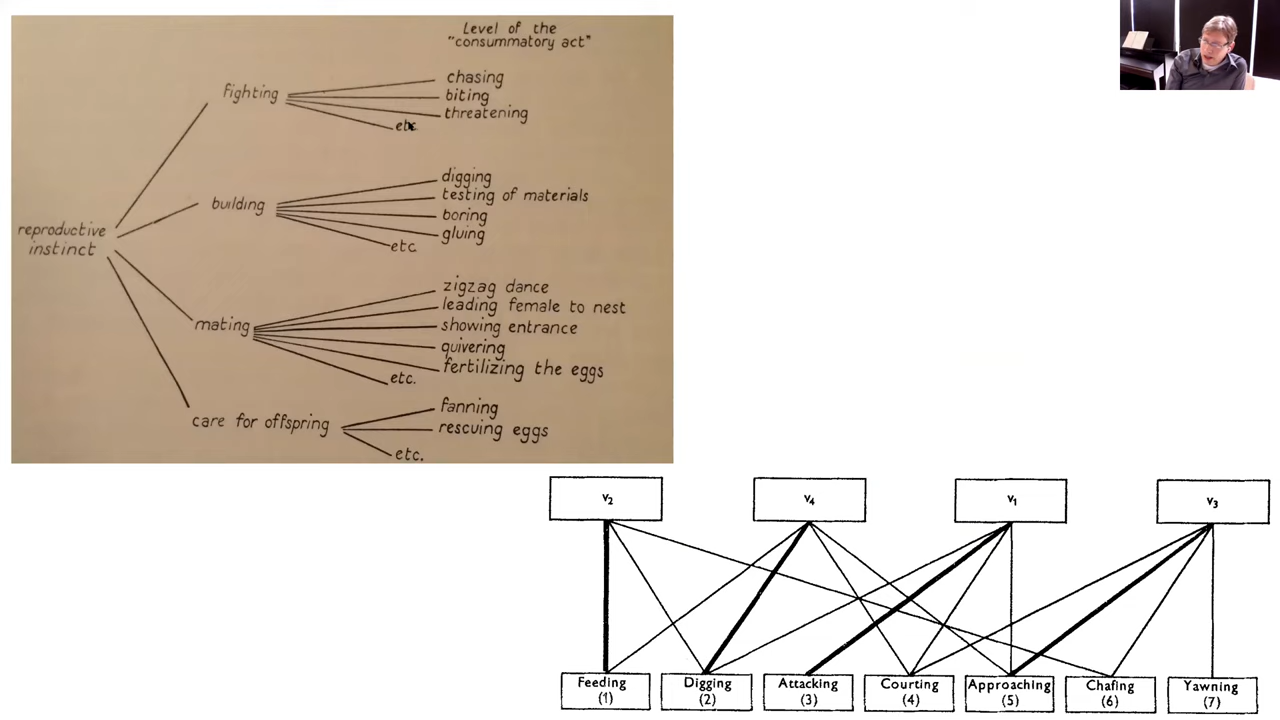 Level of the
"consummatory act"
fighting
chasing
biting
threatening
etc.
building
digging
testing of materials
boring
gluing
etc
reproductive
instinct
mating
zigzag dance
leading female to nest
showing entrance
quivering
fertilizing the eggs
etc.
care for offspring
fanning
rescuing eggs
etc.
v2
v4
v1
v3
Feeding
(1)
Digging
(2)
Attacking
(3)
Courting
(4)
Approaching
(5)
Chafing
(6)
Yawning
(7)